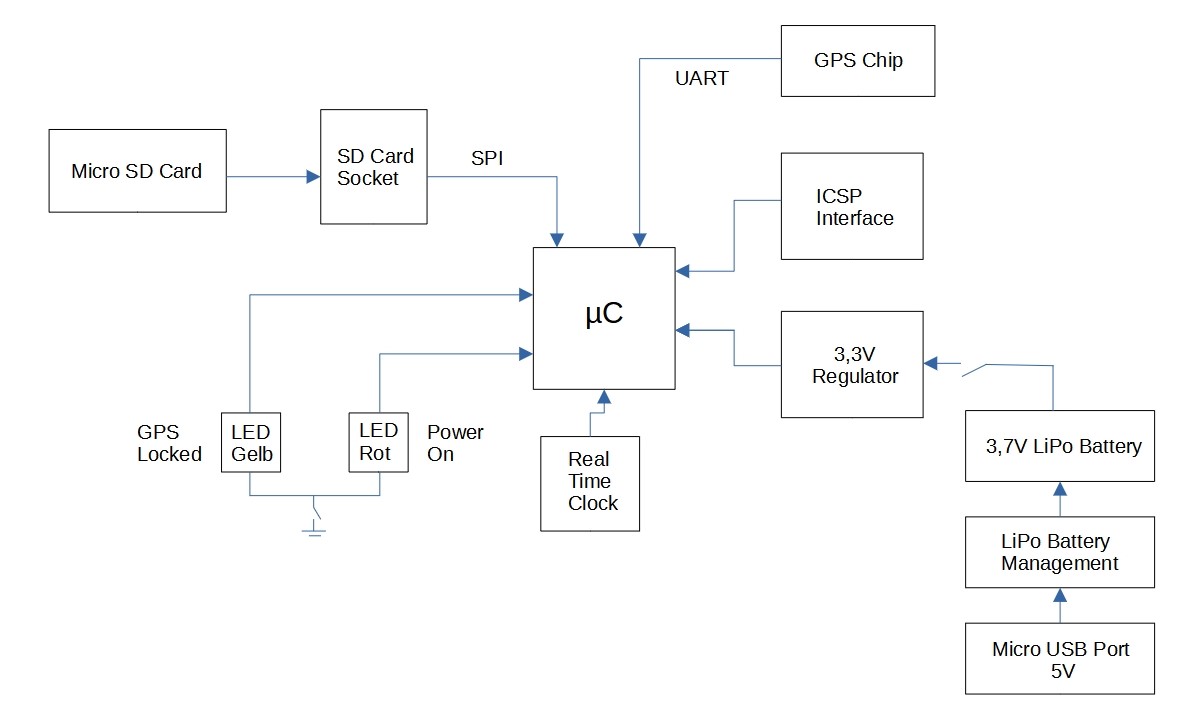 GPS Chip
UART
Micro SD Card
SD Card
Socket
SPI
ICSP
Interface
µC
3,3V
Regulator
GPS
Locked
LED
Gelb
LED
Rot
Power
On
Real
Time
Clock
3,7V LiPo Battery
LiPo Battery
Management
Micro USB Port
5V